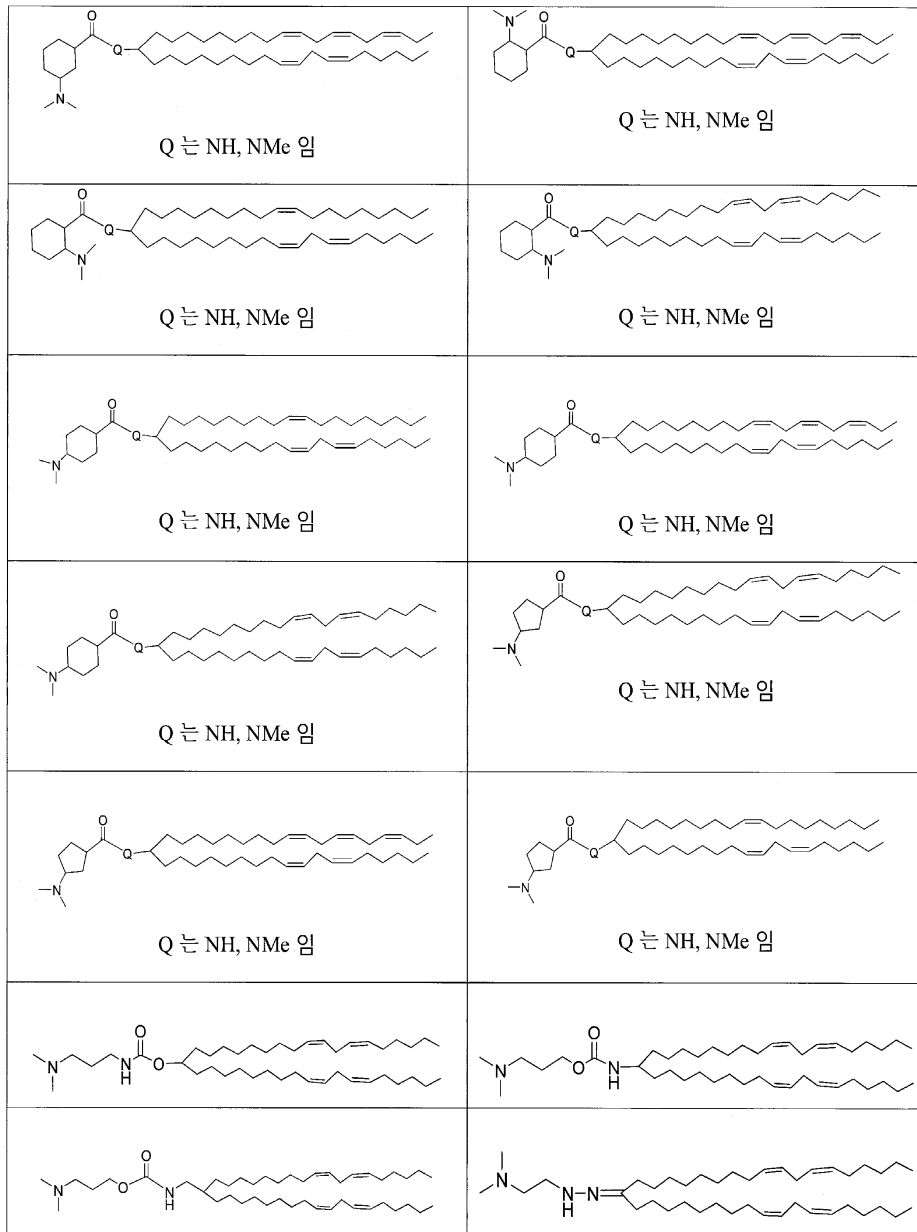 O
Q
N
Q 는 NH, NMe 임
N
O
Q
Q 는 NH, NMe 임
O
Q
N
Q 는 NH, NMe 임
O
Q
N
Q 는 NH, NMe 임
O
Q
N
Q 는 NH, NMe 임
O
Q
N
Q 는 NH, NMe 임
O
Q
N
Q 는 NH, NMe 임
O
Q
N
Q 는 NH, NMe 임
O
Q
N
Q 는 NH, NMe 임
O
Q
N
Q 는 NH, NMe 임
O
N N H O
O
N O N H
O
N O N H
N N H N